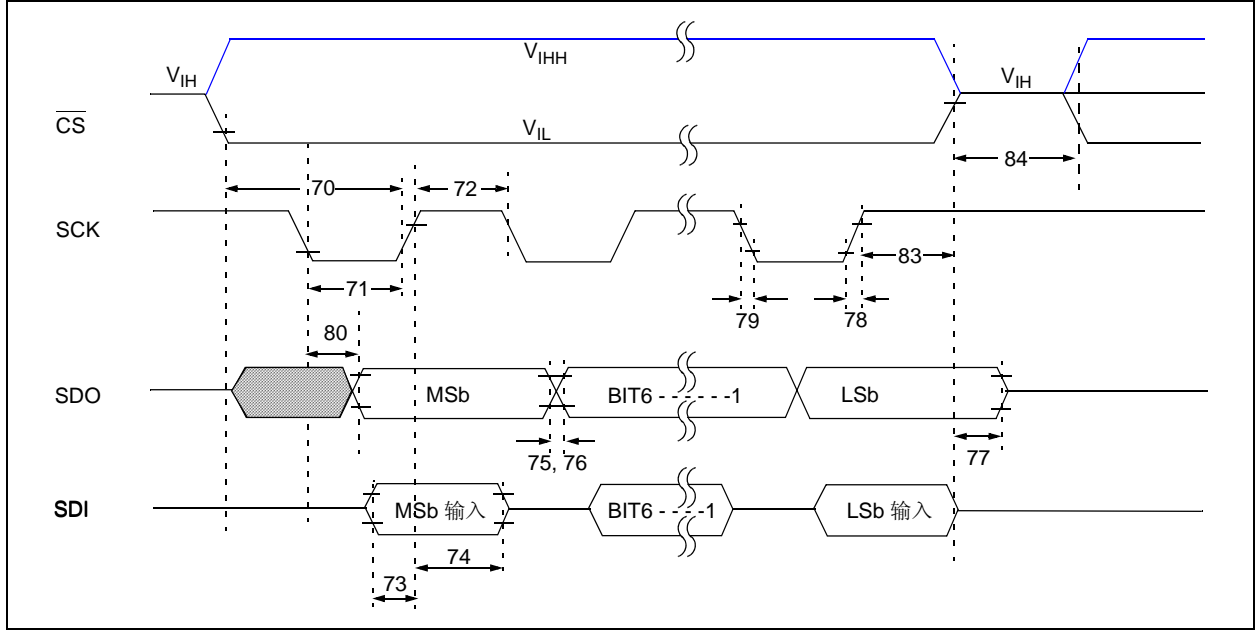 VIHH
VIH
VIH
CS
VIL
84
70
72
SCK
83
71
79
78
80
SDO
MSb
BIT6 - - - - - -1
LSb
75, 76
77
SDI
MSb 输入
BIT6 - - - - -1
LSb 输入
74
73